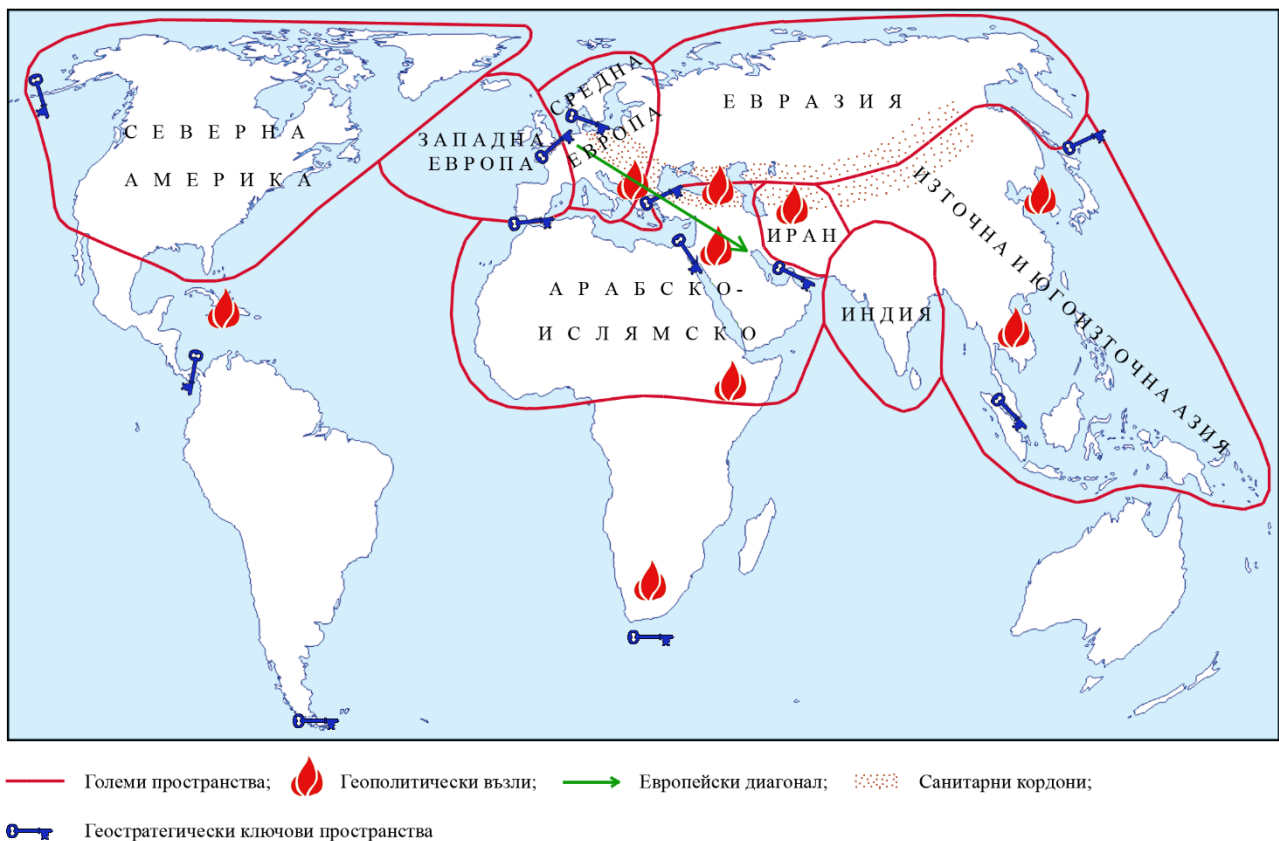 СЕВЕРНА
АМЕРИКА
ЗАПАДНА
ЕВРОПА
СРЕДНА
ЕВРОПА
ЕВРАЗИЯ
ИРАН
АРАБСКО-
ИСЛЯМСКО
ИНДИЯ
ИЗТОЧНА И ЮГОИЗТОЧНА АЗИЯ
Големи пространства; Геополитически възли; Европейски диагонал; Санитарни кордони;
Геостратегически ключови пространства